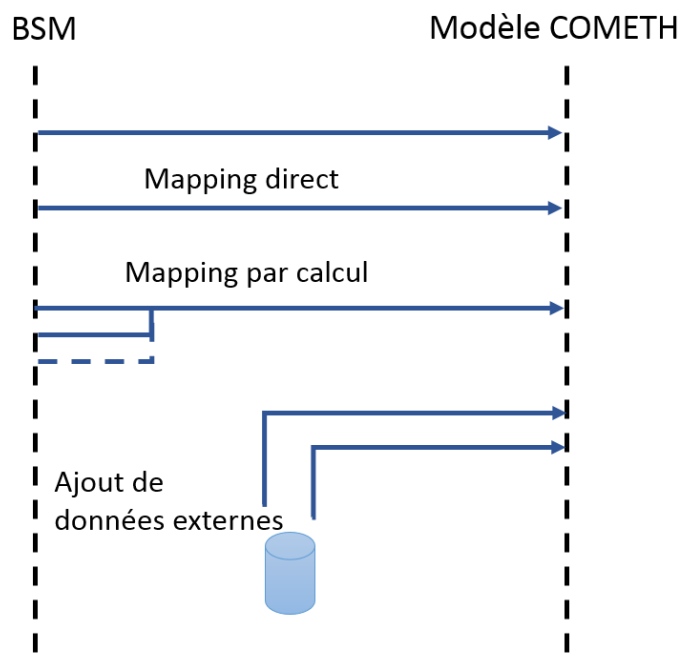 BSM
Modèle COMETH
Mapping direct
Mapping par calcul
Ajout de
données externes